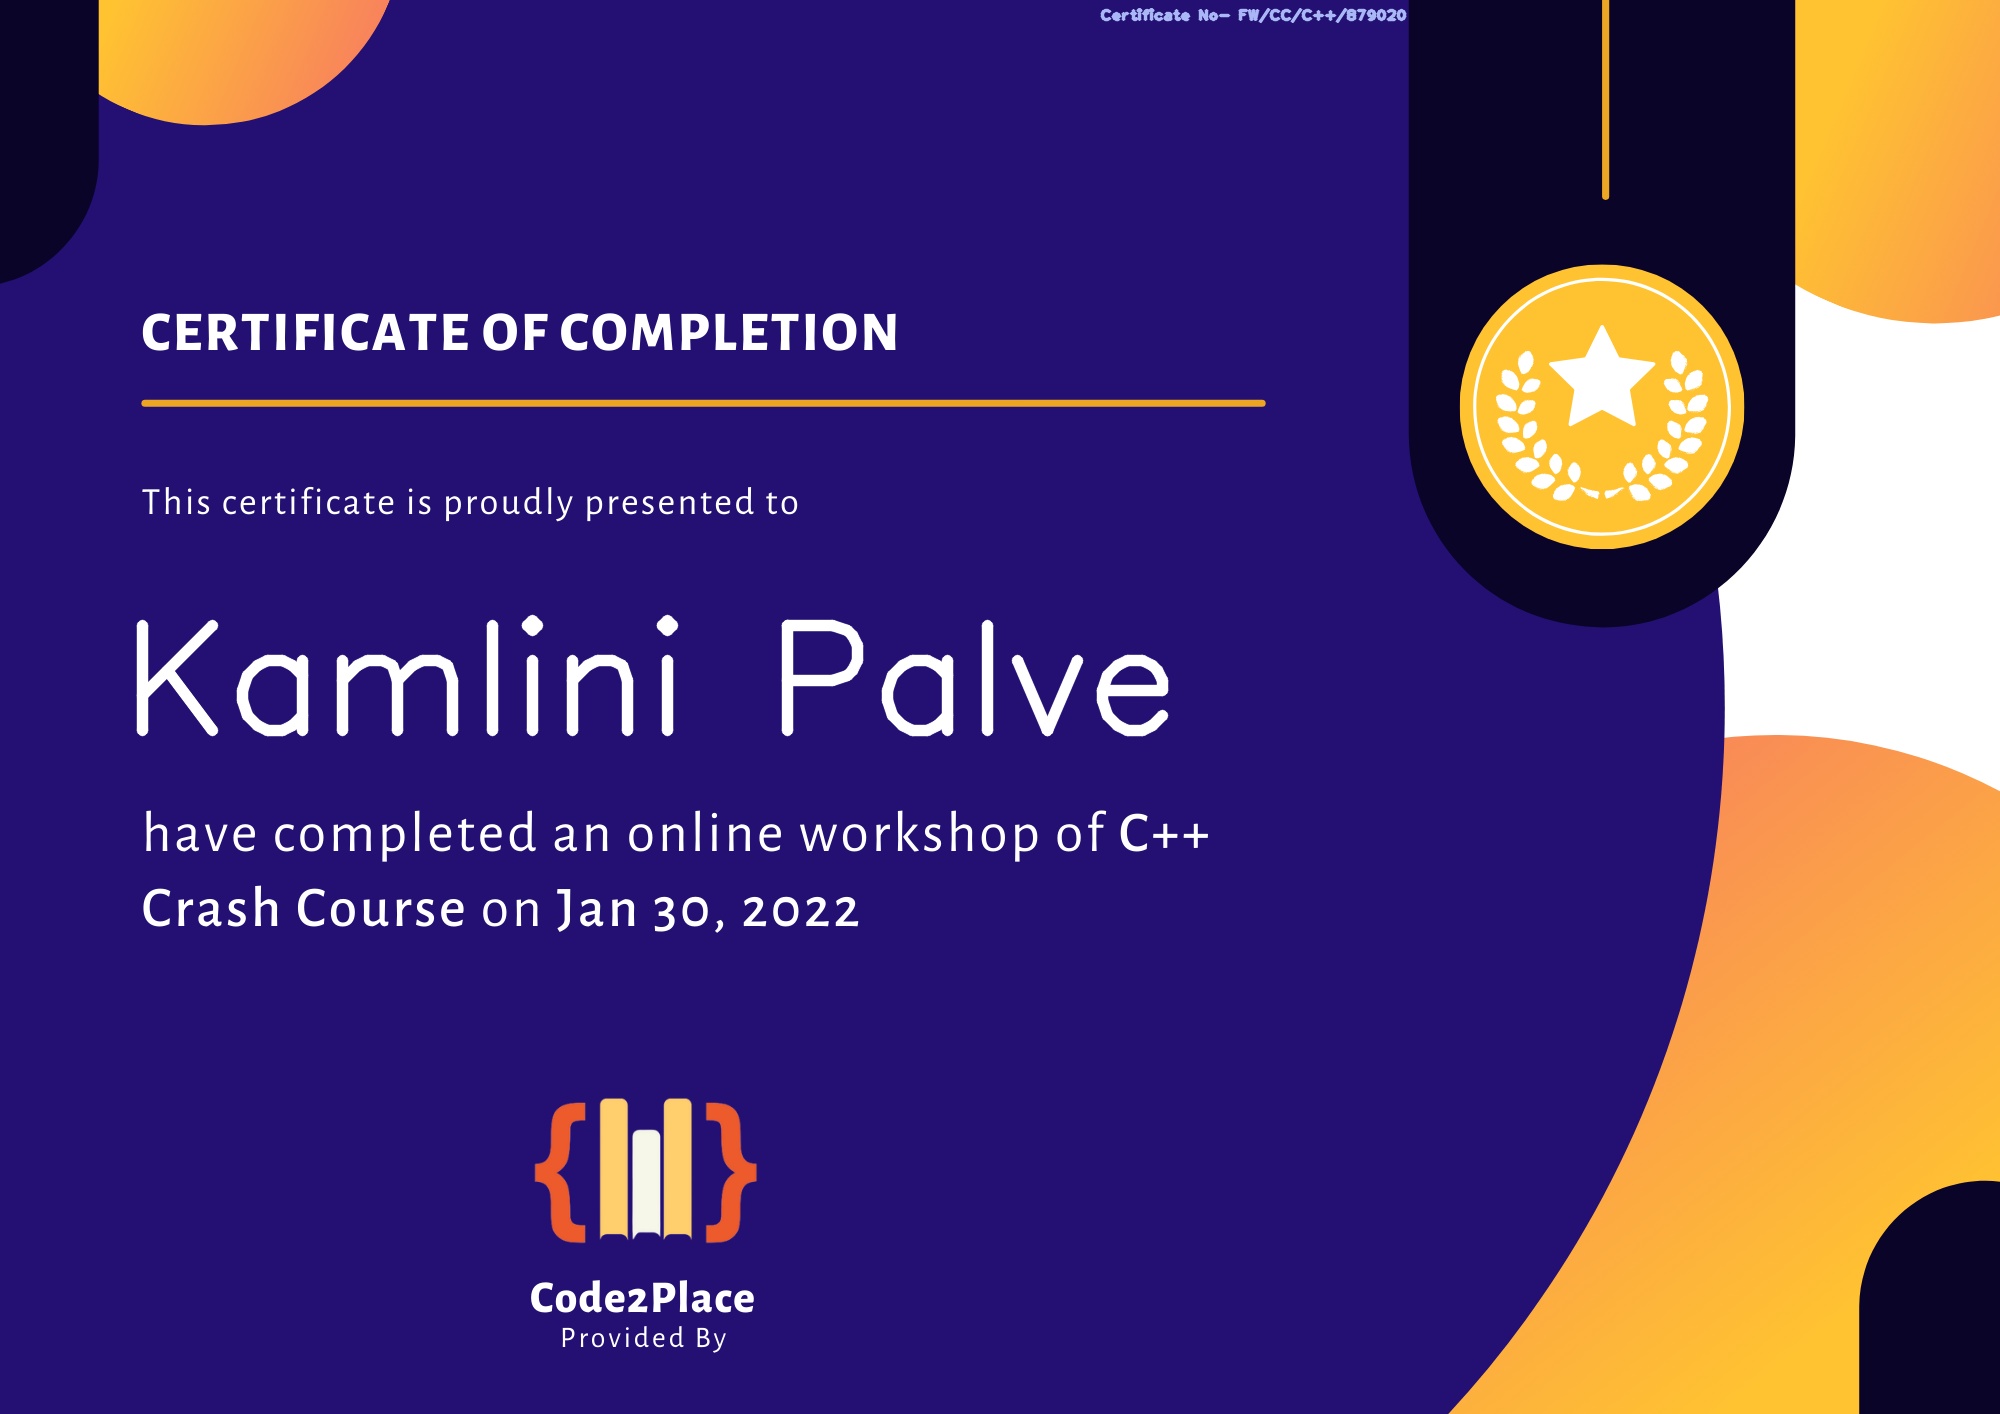 Certificate No- FW/CC/C++/879020
CERTIFICATE OF COMPLETION
This certificate is proudly presented to
Kamlini Palve
have completed an online workshop of C++
Crash Course on Jan 30, 2022
Code2Place
Provided By